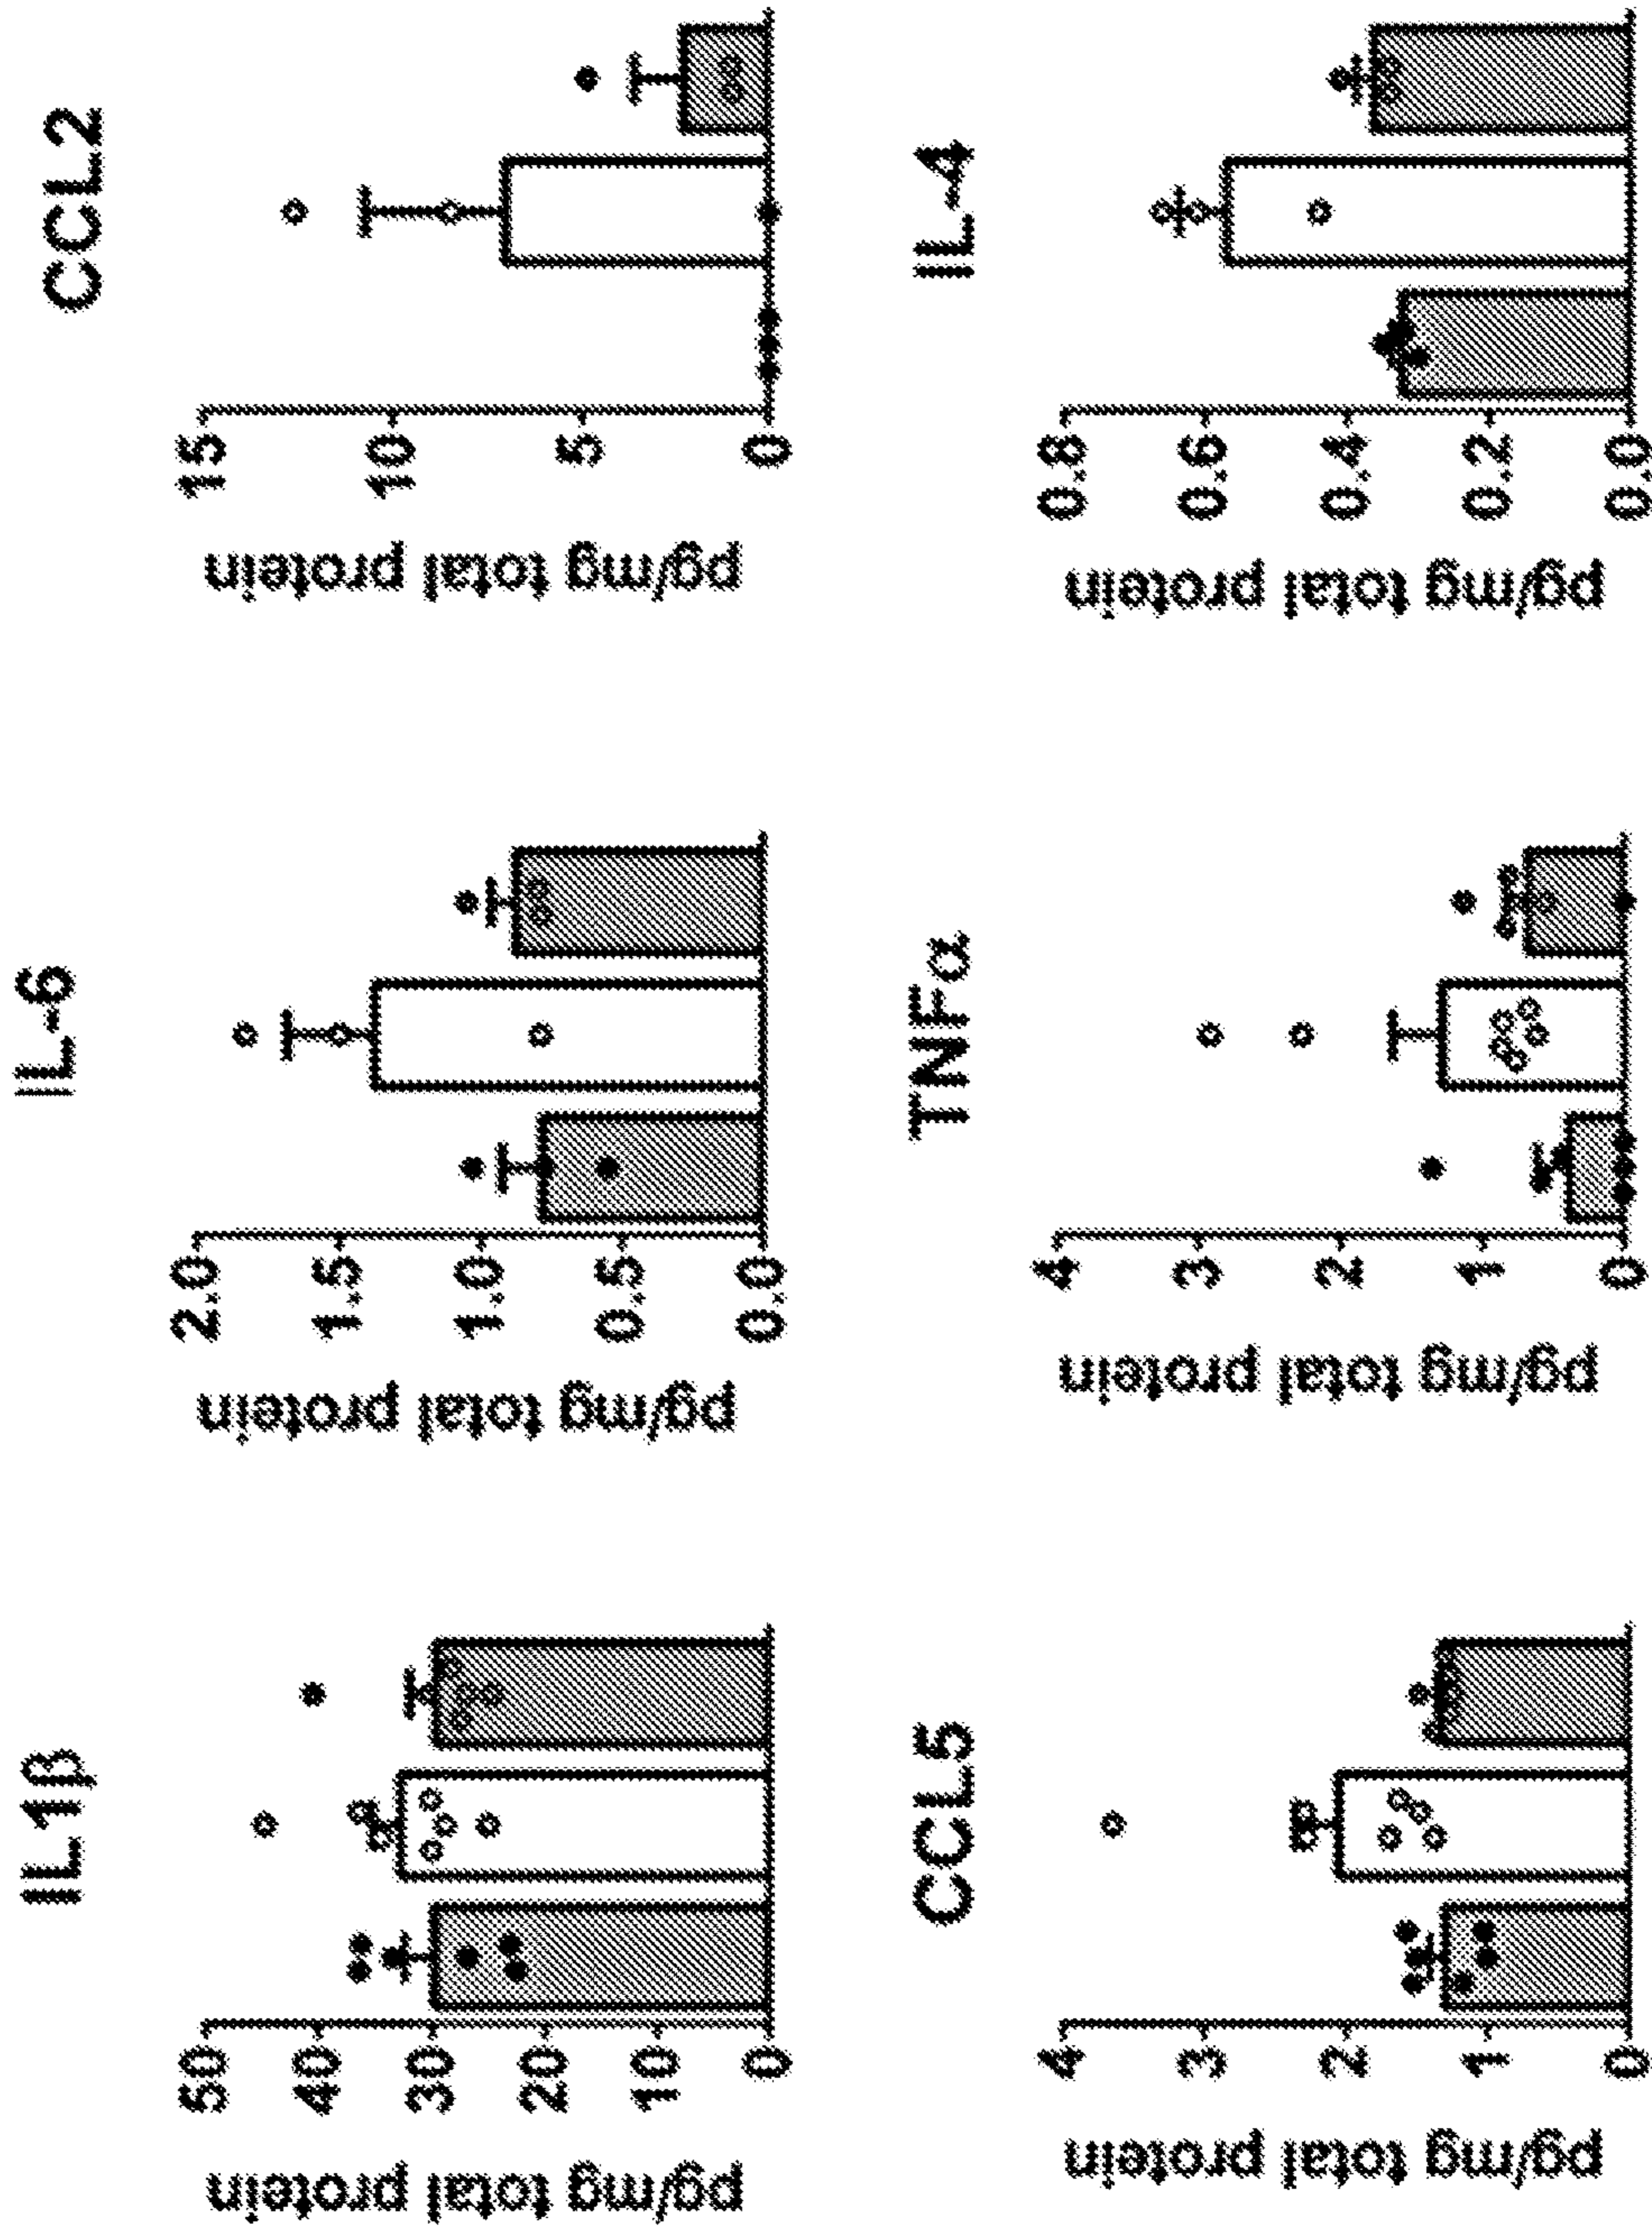 IL1β
pg/mg total protein
50
40
30
20
10
0
IL-6
pg/mg total protein
2.0
1.5
1.0
0.5
0.0
CCL2
pg/mg total protein
15
10
5
0
CCL5
pg/mg total protein
4
3
2
1
0
TNFα
pg/mg total protein
4
3
2
1
0
IL-4
pg/mg total protein
0.8
0.6
0.4
0.2
0.0